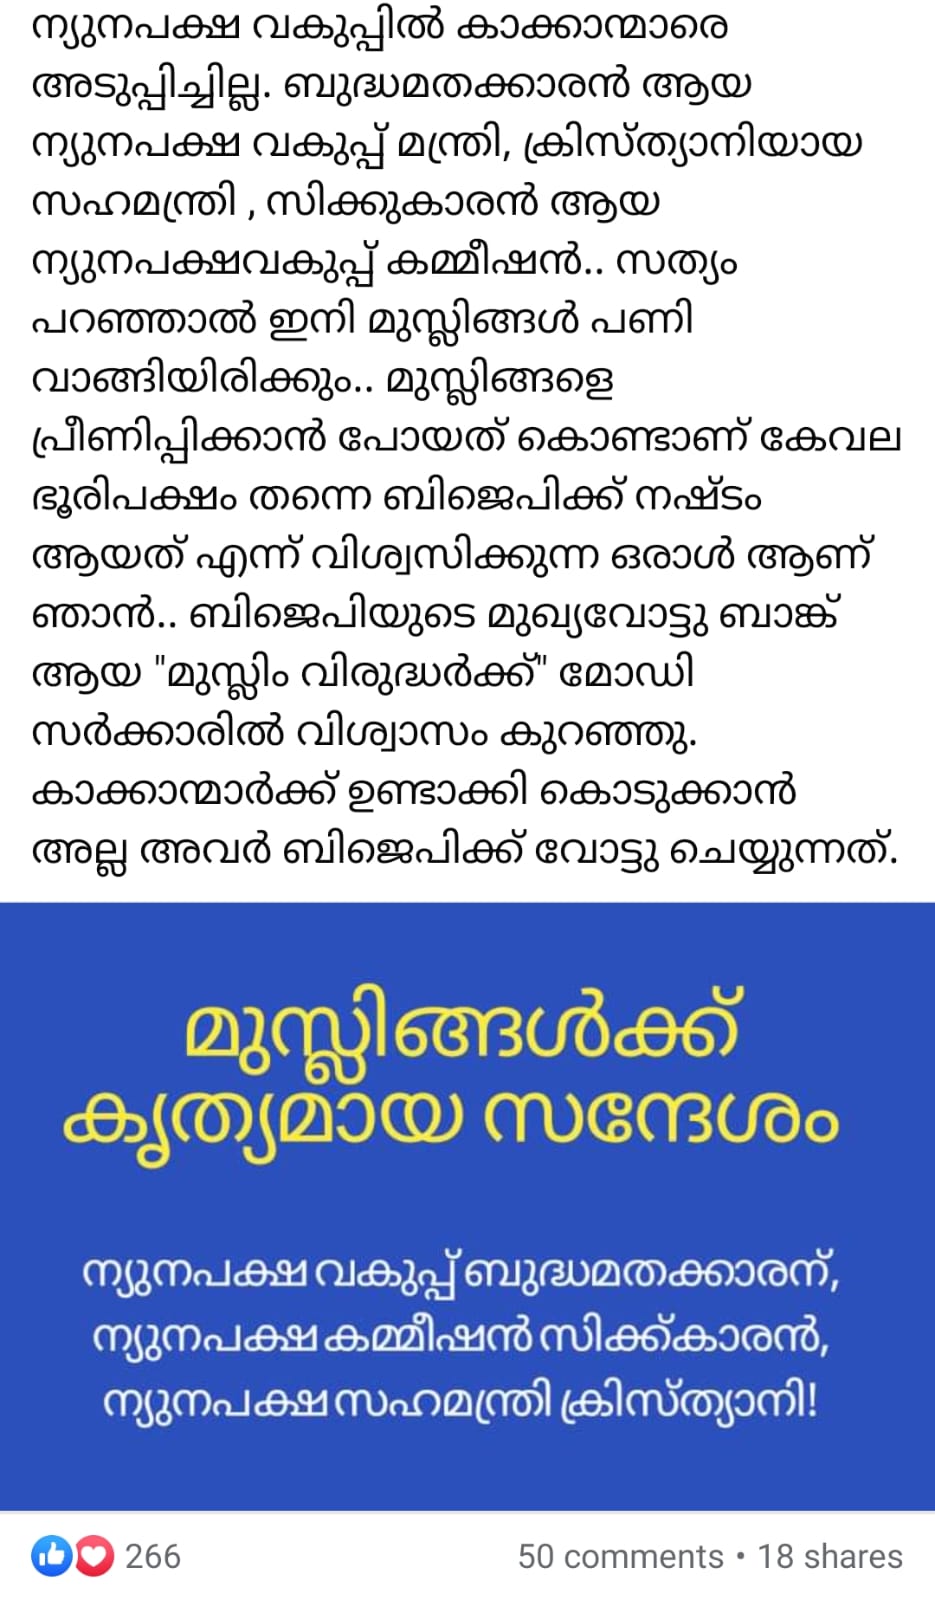 ന്യുനപക്ഷ വകുപ്പിൽ കാക്കാന്മാരെ
അടുപ്പിച്ചില്ല. ബുദ്ധമതക്കാരൻ ആയ
ന്യുനപക്ഷ വകുപ്പ് മന്ത്രി, ക്രിസ്ത്യാനിയായ
സഹമന്ത്രി , സിക്കുകാരൻ ആയ
ന്യുനപക്ഷവകുപ്പ് കമ്മീഷൻ.. സത്യം
പറഞ്ഞാൽ ഇനി മുസ്ലിങ്ങൾ പണി
വാങ്ങിയിരിക്കും.. മുസ്ലിങ്ങളെ
പ്രീണിപ്പിക്കാൻ പോയത് കൊണ്ടാണ് കേവല
ഭൂരിപക്ഷം തന്നെ ബിജെപിക്ക് നഷ്ടം
ആയത് എന്ന് വിശ്വസിക്കുന്ന ഒരാൾ ആണ്
ഞാൻ.. ബിജെപിയുടെ മുഖ്യവോട്ടു ബാങ്ക്
ആയ "മുസ്ലിം വിരുദ്ധർക്ക്" മോഡി
സർക്കാരിൽ വിശ്വാസം കുറഞ്ഞു.
കാക്കാന്മാർക്ക് ഉണ്ടാക്കി കൊടുക്കാൻ
അല്ല അവർ ബിജെപിക്ക് വോട്ടു ചെയ്യുന്നത്.
മുസ്ലിങ്ങൾക്ക്
കൃത്യമായ സന്ദേശം
ന്യുനപക്ഷ വകുപ്പ് ബുദ്ധമതക്കാരന്,
ന്യുനപക്ഷ കമ്മീഷൻ സിക്ക്കാരൻ,
ന്യുനപക്ഷ സഹമന്ത്രി ക്രിസ്ത്യാനി!
266
50 comments • 18 shares